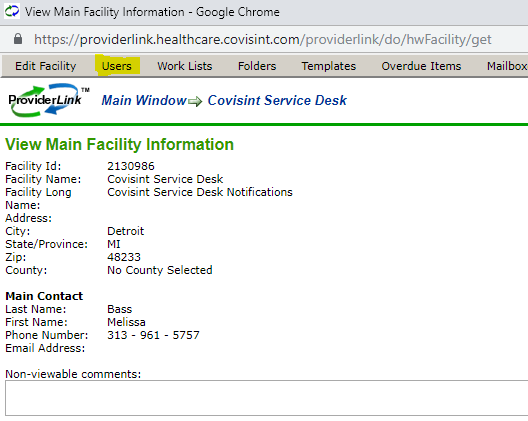 View Main Facility Information - Google Chrome
https://providerlink.healthcare.covisint.com/providerlink/do/hwFacility/get
Edit Facility Users Work Lists Folders Templates Overdue Items Mailbox
ProviderLink™ Main Window Covisint Service Desk
View Main Facility Information
Facility Id: 2130986
Facility Name: Covisint Service Desk
Facility Long Covisint Service Desk Notifications
Name:
Address:
City: Detroit
State/Province: MI
Zip: 48233
County: No County Selected
Main Contact
Last Name: Bass
First Name: Melissa
Phone Number: 313 - 961 - 5757
Email Address:
Non-viewable comments: